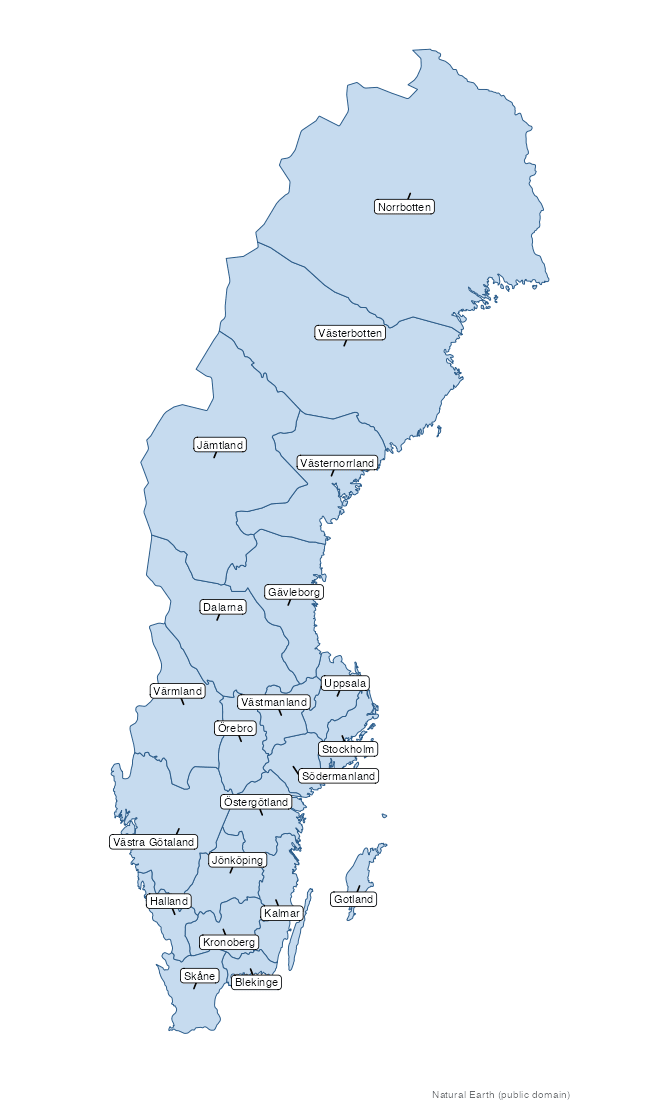 Norrbotten
Västerbotten
Jämtland
Västernorrland
Gävleborg
Dalarna
Uppsala
Värmland
Västmanland
Örebro
Stockholm
Södermanland
Östergötland
Västra Götaland
Jönköping
Gotland
Halland
Kalmar
Kronoberg
Skåne
Blekinge
Natural Earth (public domain)